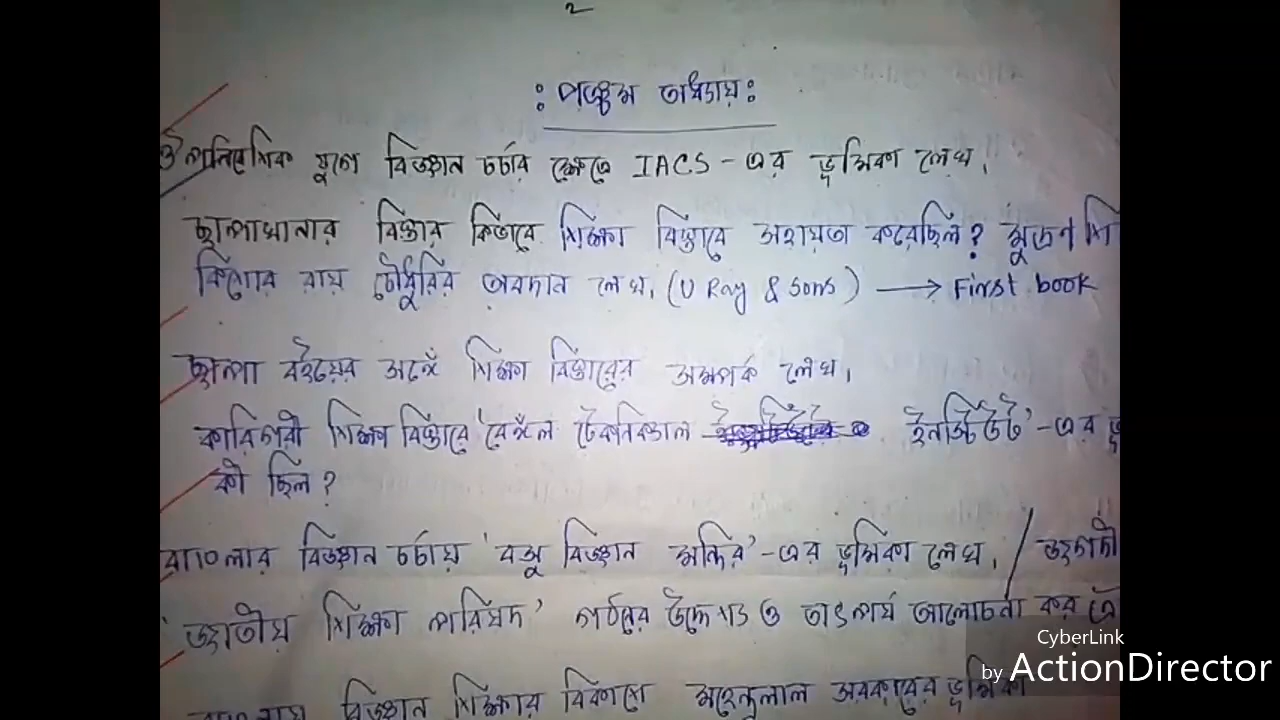 2
: পঞ্চম অধ্যায় :
ঔপনিবেশিক যুগে বিজ্ঞান চর্চার ক্ষেত্রে IACS - এর ভূমিকা লেখ।
ছাপাখানার বিস্তার কিভাবে শিক্ষা বিস্তারে সহায়তা করেছিল? মুদ্রণ শি
কিশোর রায় চৌধুরির অবদান লেখ। (U Ray & Sons) → First book
ছাপা বইয়ের সঙ্গে শিক্ষা বিস্তারের সম্পর্ক লেখ।
কারিগরী শিক্ষা বিস্তারে 'বেঙ্গল টেকনিক্যাল ইনস্টিটিউট' - এর ভূ
কী ছিল?
বাংলার বিজ্ঞান চর্চায় 'বসু বিজ্ঞান মন্দির' - এর ভূমিকা লেখ। /
'জাতীয় শিক্ষা পরিষদ' গঠনের উদ্দেশ্য ও তাৎপর্য আলোচনা কর
বাংলায় বিজ্ঞান শিক্ষার বিকাশে মহেন্দ্রলাল সরকারের ভূমিকা
CyberLink
by ActionDirector